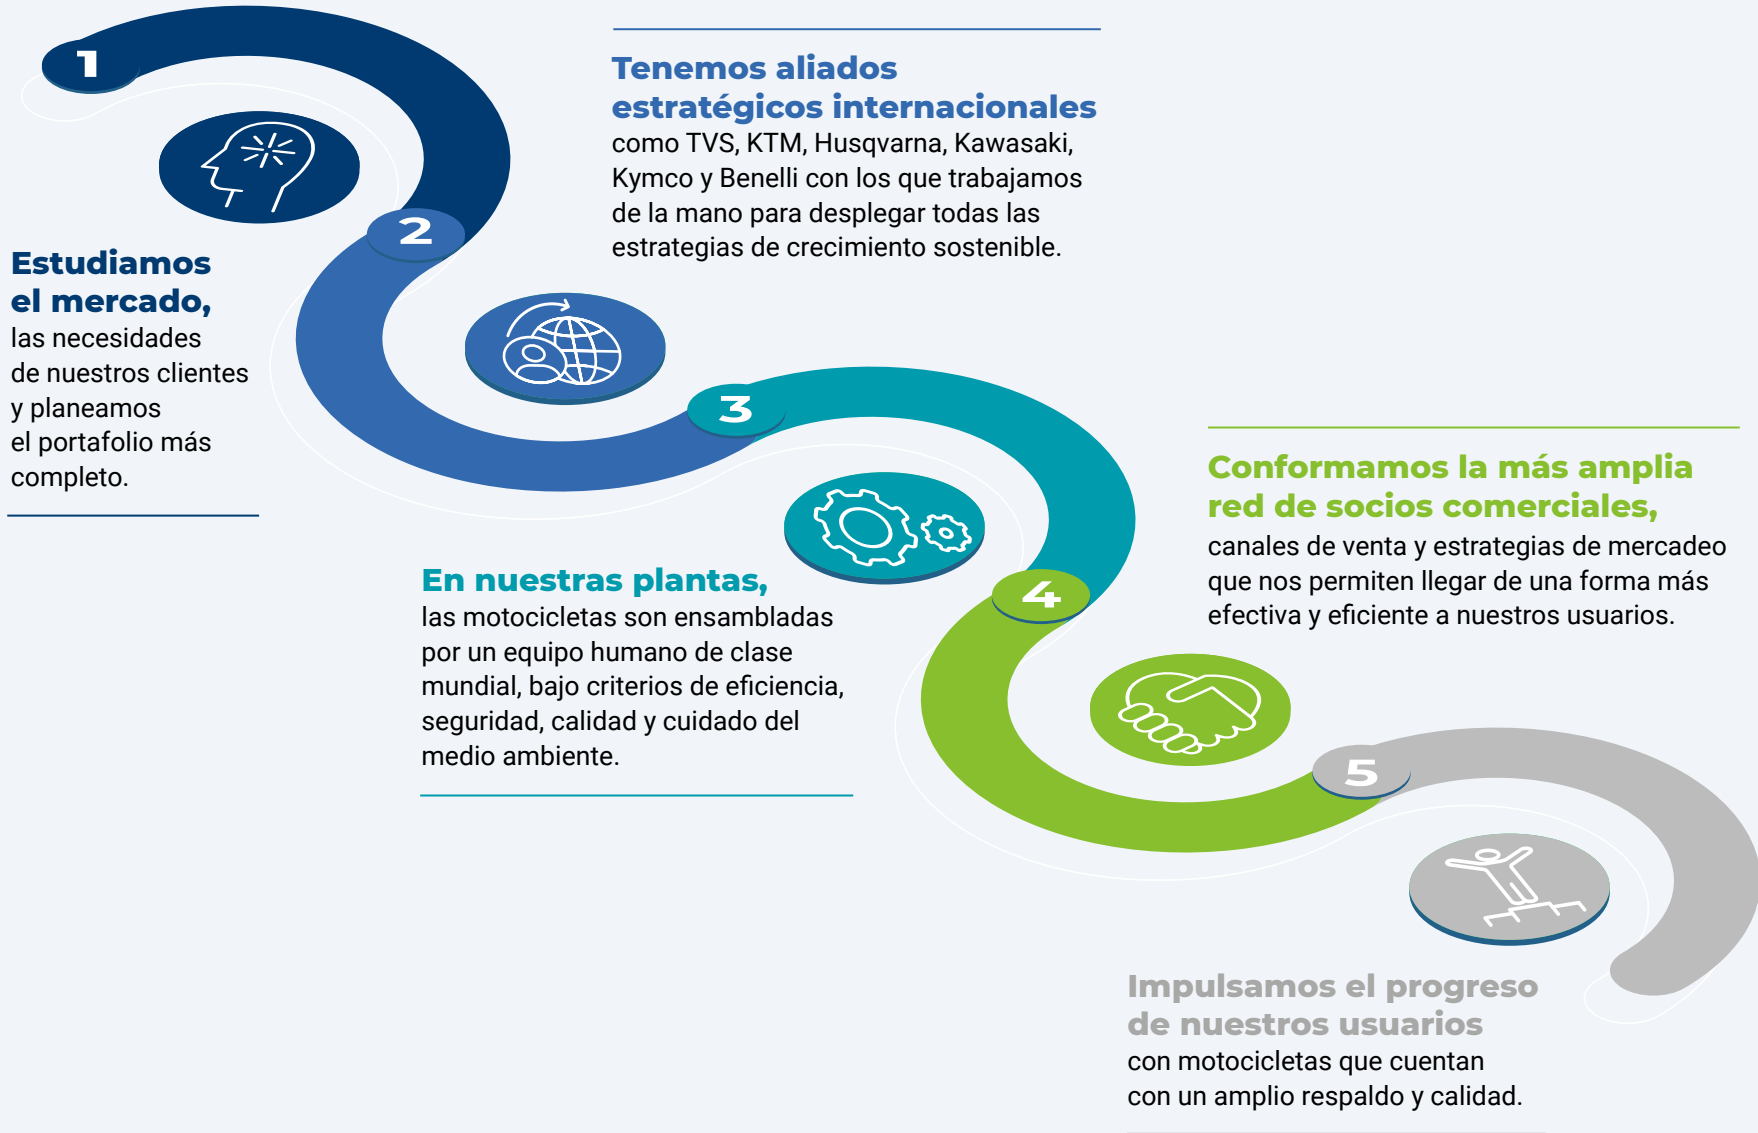 1
Estudiamos
el mercado,
las necesidades
de nuestros clientes
y planeamos
el portafolio más
completo.
2
Tenemos aliados
estratégicos internacionales
como TVS, KTM, Husqvarna, Kawasaki,
Kymco y Benelli con los que trabajamos
de la mano para desplegar todas las
estrategias de crecimiento sostenible.
3
En nuestras plantas,
las motocicletas son ensambladas
por un equipo humano de clase
mundial, bajo criterios de eficiencia,
seguridad, calidad y cuidado del
medio ambiente.
4
Conformamos la más amplia
red de socios comerciales,
canales de venta y estrategias de mercadeo
que nos permiten llegar de una forma más
efectiva y eficiente a nuestros usuarios.
5
Impulsamos el progreso
de nuestros usuarios
con motocicletas que cuentan
con un amplio respaldo y calidad.